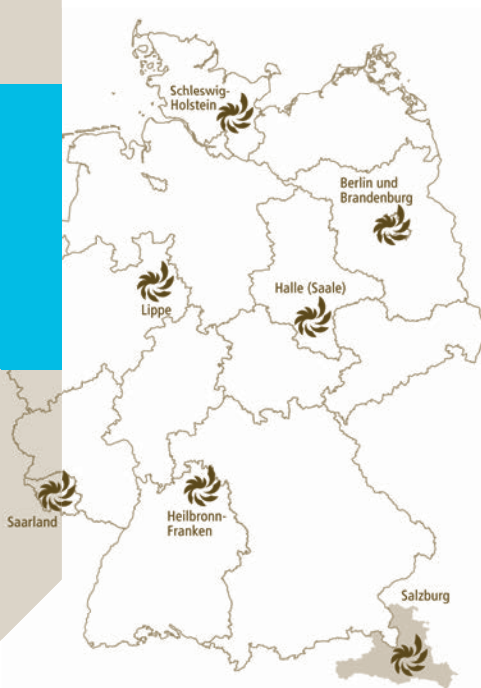 Schleswig-
Holstein
Berlin und
Brandenburg
Halle (Saale)
Lippe
Saarland
Heilbronn-
Franken
Salzburg